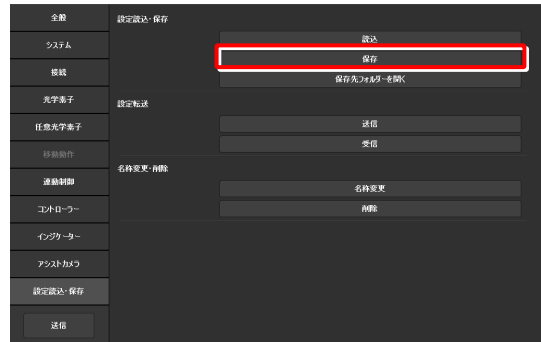 全般
システム
接続
光学素子
任意光学素子
移動動作
連動制御
コントローラー
インジケーター
アシストカメラ
設定読込・保存
送信
設定読込・保存
読込
保存
保存先フォルダーを開く
設定転送
送信
受信
名称変更・削除
名称変更
削除